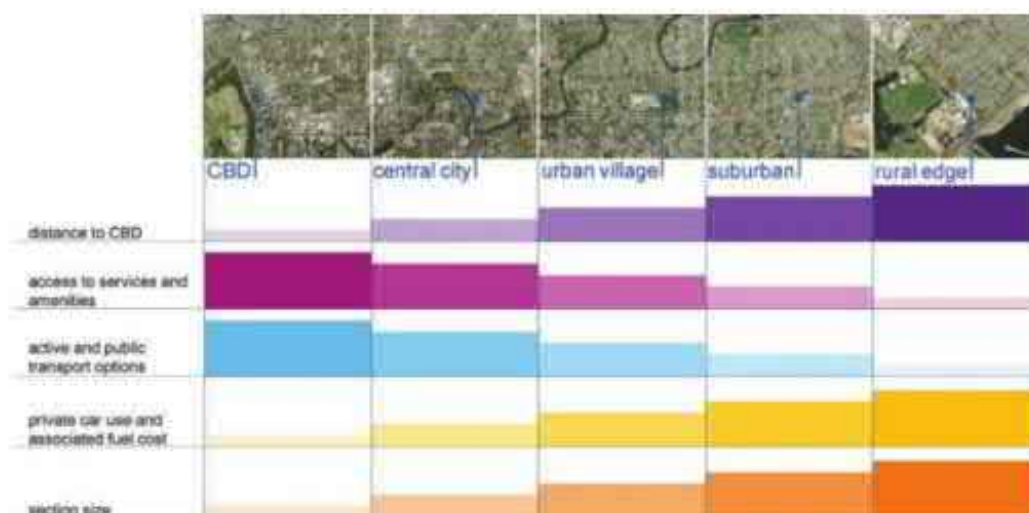 CBD
central city
urban village
suburban
rural edge
distance to CBD
access to services and
amenities
active and public
transport options
private car use and
associated fuel cost
section size